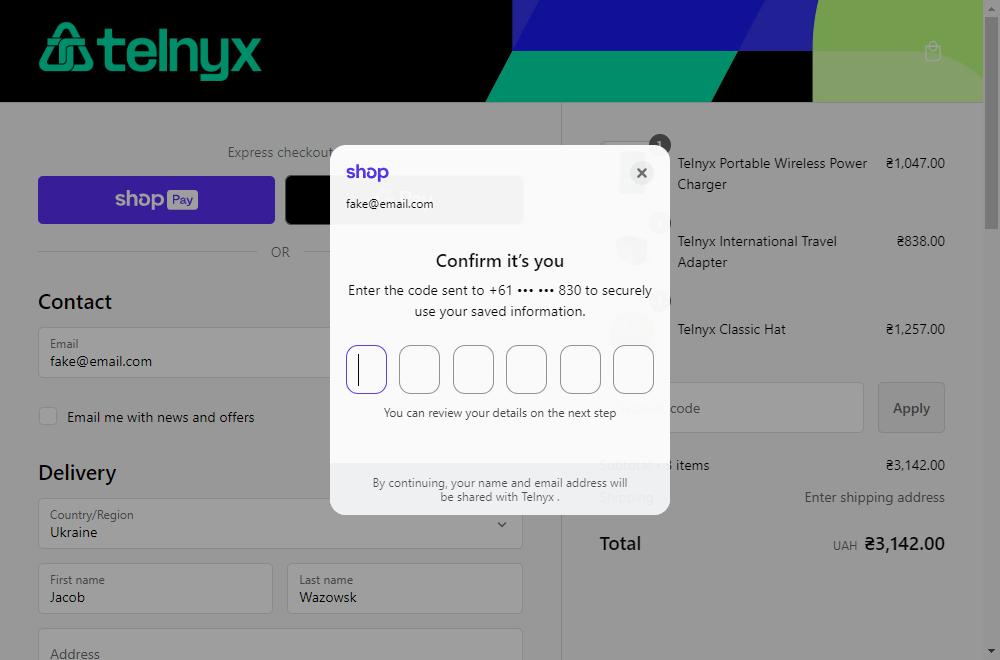 telnyx
Express checkout
shop Pay
OR
Contact
Email
fake@email.com
Email me with news and offers
Delivery
Country/Region
Ukraine
First name
Jacob
Last name
Wazowsk
Address
shop
fake@email.com
Confirm it's you
Enter the code sent to +61 ••• ••• 830 to securely
use your saved information.
You can review your details on the next step
By continuing, your name and email address will
be shared with Telnyx .
1
Telnyx Portable Wireless Power
Charger
₴1,047.00
Telnyx International Travel
Adapter
₴838.00
Telnyx Classic Hat
₴1,257.00
code
Apply
Subtotal · 3 items
₴3,142.00
Shipping
Enter shipping address
Total
UAH ₴3,142.00